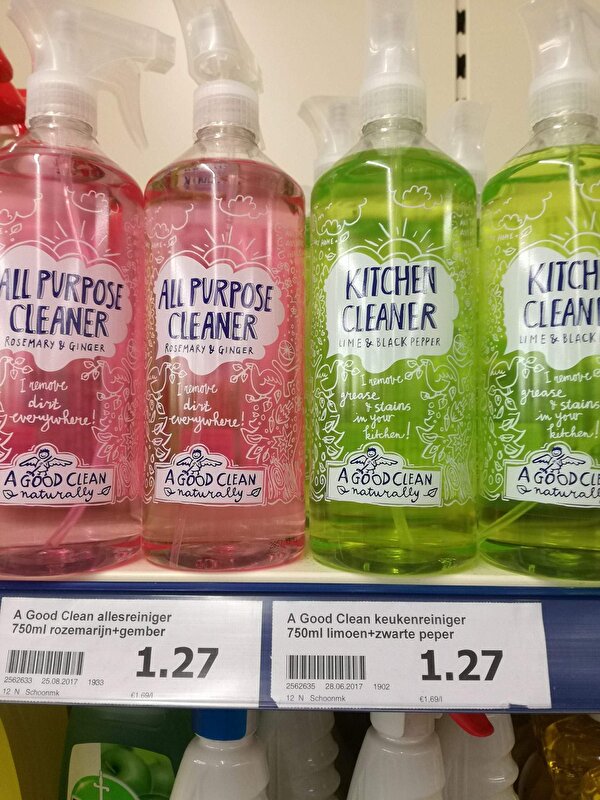 ALL PURPOSE
CLEANER
ROSEMARY & GINGER
I remove
dirt
everywhere!
A GOOD CLEAN
naturally
ALL PURPOSE
CLEANER
ROSEMARY & GINGER
I remove
dirt
everywhere!
A GOOD CLEAN
naturally
KITCHEN
CLEANER
LIME & BLACK PEPPER
I remove
grease
& stains
in your
kitchen!
A GOOD CLEAN
naturally
KITCH
CLEAN
LIME & BLACK
I remove
grease
& stains
in your
kitchen!
A GOOD CLEAN
naturally
A Good Clean allesreiniger
750ml rozemarijn+gember
1.27
2562633 25.08.2017 1933
12 N Schoonmk €1.69/l
A Good Clean keukenreiniger
750ml limoen+zwarte peper
1.27
2562635 28.06.2017 1902
12 N Schoonmk €1.69/l